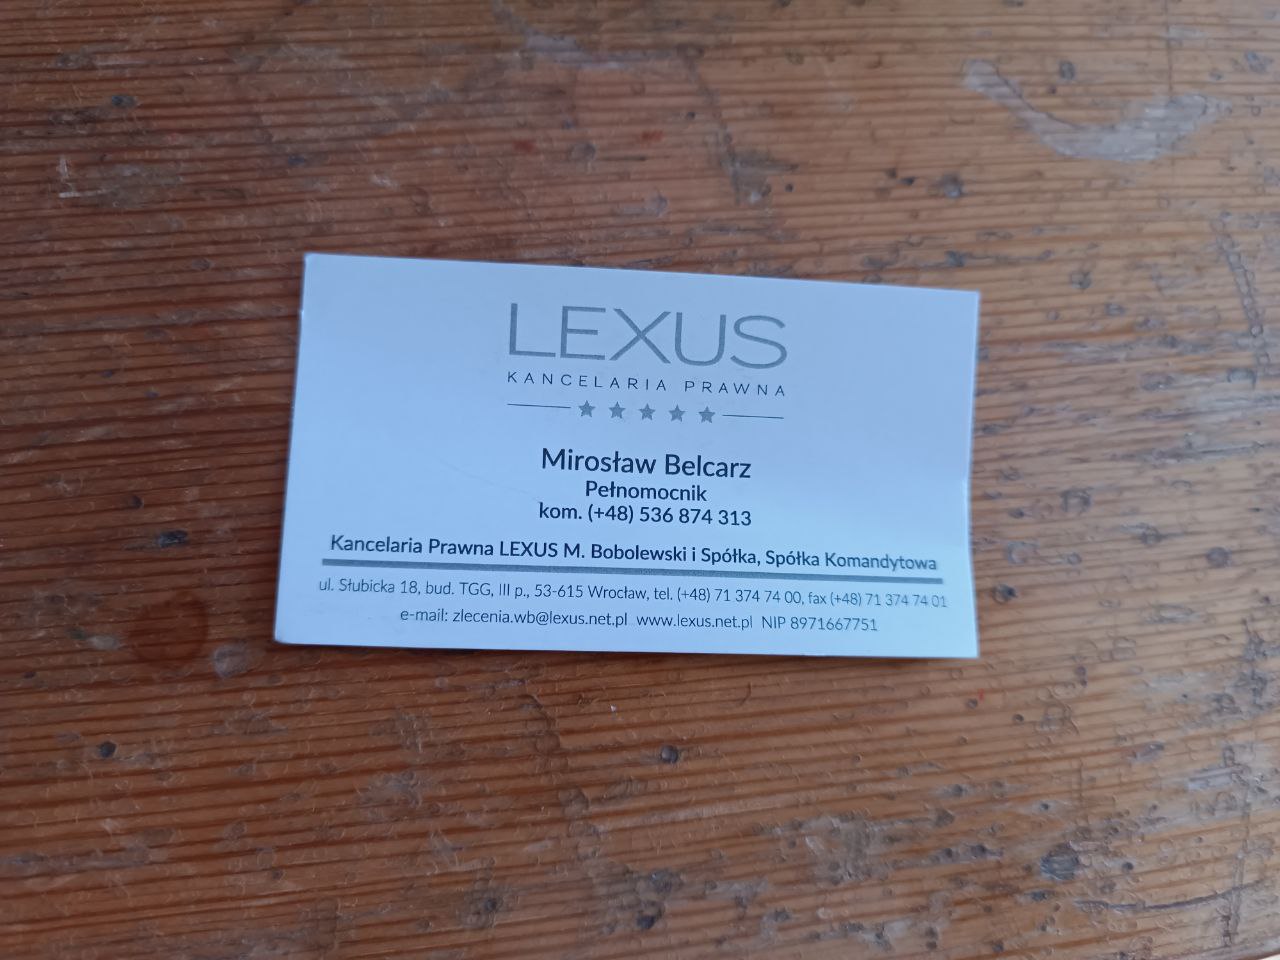 LEXUS
KANCELARIA PRAWNA
Mirosław Belcarz
Pełnomocnik
kom. (+48) 536 874 313
Kancelaria Prawna LEXUS M. Bobolewski i Spółka, Spółka Komandytowa
ul. Słubicka 18, bud. TGG, III p., 53-615 Wrocław, tel. (+48) 71 374 74 00, fax (+48) 71 374 74 01
e-mail: zlecenia.wb@lexus.net.pl www.lexus.net.pl NIP 8971667751